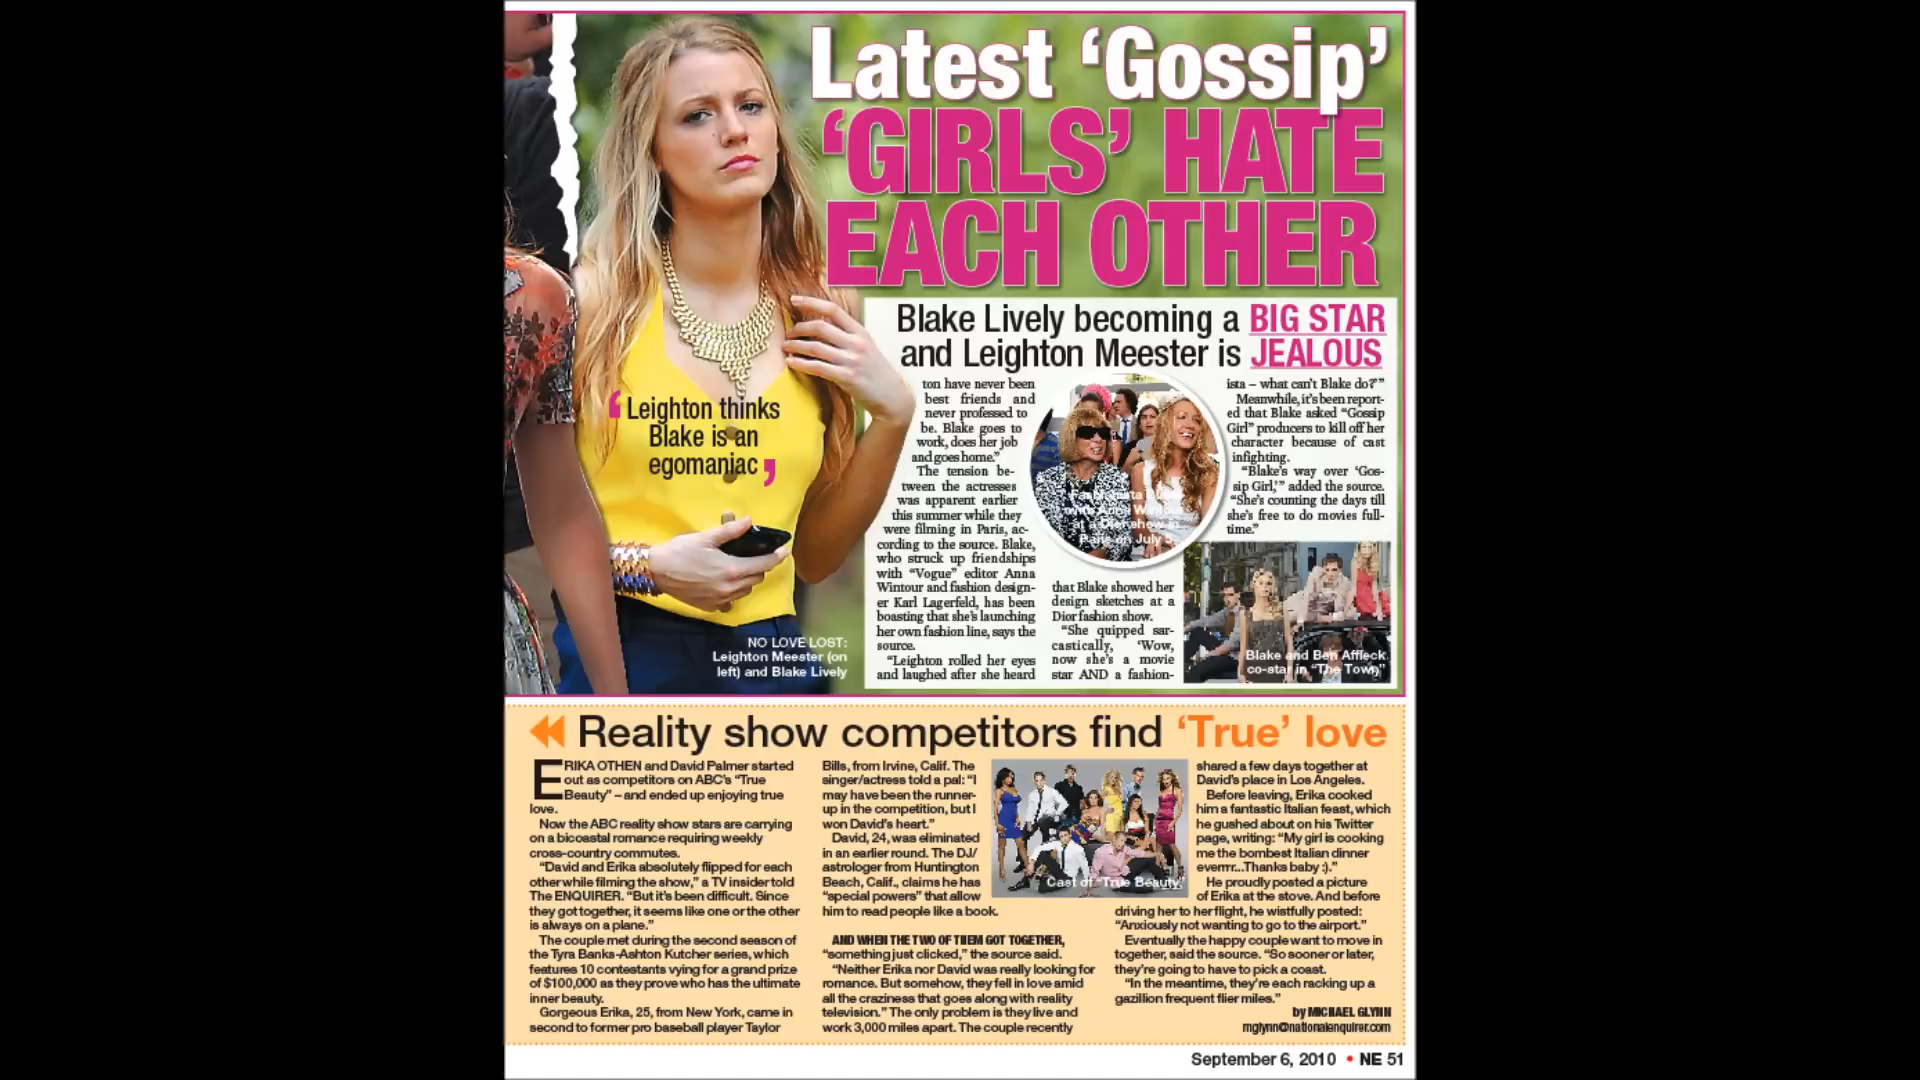 Latest ‘Gossip’
‘GIRLS’ HATE
EACH OTHER
Blake Lively becoming a BIG STAR
and Leighton Meester is JEALOUS
‘Leighton thinks
Blake is an
egomaniac’
NO LOVE LOST:
Leighton Meester (on
left) and Blake Lively
ton have never been
best friends and
never professed to
be. Blake goes to
work, does her job
and goes home.”
The tension be-
tween the actresses
was apparent earlier
this summer while they
were filming in Paris, ac-
cording to the source. Blake,
who struck up friendships
with “Vogue” editor Anna
Wintour and fashion design-
er Karl Lagerfeld, has been
boasting that she’s launching
her own fashion line, says the
source.
“Leighton rolled her eyes
and laughed after she heard
with Anna Wintour
at a Dior show in
Paris on July 5
that Blake showed her
design sketches at a
Dior fashion show.
“She quipped sar-
castically, ‘Wow,
now she’s a movie
star AND a fashion-
ista – what can’t Blake do?’”
Meanwhile, it’s been report-
ed that Blake asked “Gossip
Girl” producers to kill off her
character because of cast
infighting.
“Blake’s way over ‘Gos-
sip Girl,’” added the source.
“She’s counting the days till
she’s free to do movies full-
time.”
Blake and Ben Affleck
co-star in “The Town”
Reality show competitors find ‘True’ love
ERIKA OTHEN and David Palmer started
out as competitors on ABC’s “True
Beauty” – and ended up enjoying true
love.
Now the ABC reality show stars are carrying
on a bicoastal romance requiring weekly
cross-country commutes.
“David and Erika absolutely flipped for each
other while filming the show,” a TV insider told
The ENQUIRER. “But it’s been difficult. Since
they got together, it seems like one or the other
is always on a plane.”
The couple met during the second season of
the Tyra Banks-Ashton Kutcher series, which
features 10 contestants vying for a grand prize
of $100,000 as they prove who has the ultimate
inner beauty.
Gorgeous Erika, 25, from New York, came in
second to former pro baseball player Taylor
Bills, from Irvine, Calif. The
singer/actress told a pal: “I
may have been the runner-
up in the competition, but I
won David’s heart.”
David, 24, was eliminated
in an earlier round. The DJ/
astrologer from Huntington
Beach, Calif., claims he has
“special powers” that allow
him to read people like a book.
AND WHEN THE TWO OF THEM GOT TOGETHER,
“something just clicked,” the source said.
“Neither Erika nor David was really looking for
romance. But somehow, they fell in love amid
all the craziness that goes along with reality
television.” The only problem is they live and
work 3,000 miles apart. The couple recently
Cast of “True Beauty”
shared a few days together at
David’s place in Los Angeles.
Before leaving, Erika cooked
him a fantastic Italian feast, which
he gushed about on his Twitter
page, writing: “My girl is cooking
me the bombest Italian dinner
everrrr...Thanks baby :).”
He proudly posted a picture
of Erika at the stove. And before
driving her to her flight, he wistfully posted:
“Anxiously not wanting to go to the airport.”
Eventually the happy couple want to move in
together, said the source. “So sooner or later,
they’re going to have to pick a coast.
“In the meantime, they’re each racking up a
gazillion frequent flier miles.”
by MICHAEL GLYNN
mglynn@nationalenquirer.com
September 6, 2010 • NE 51